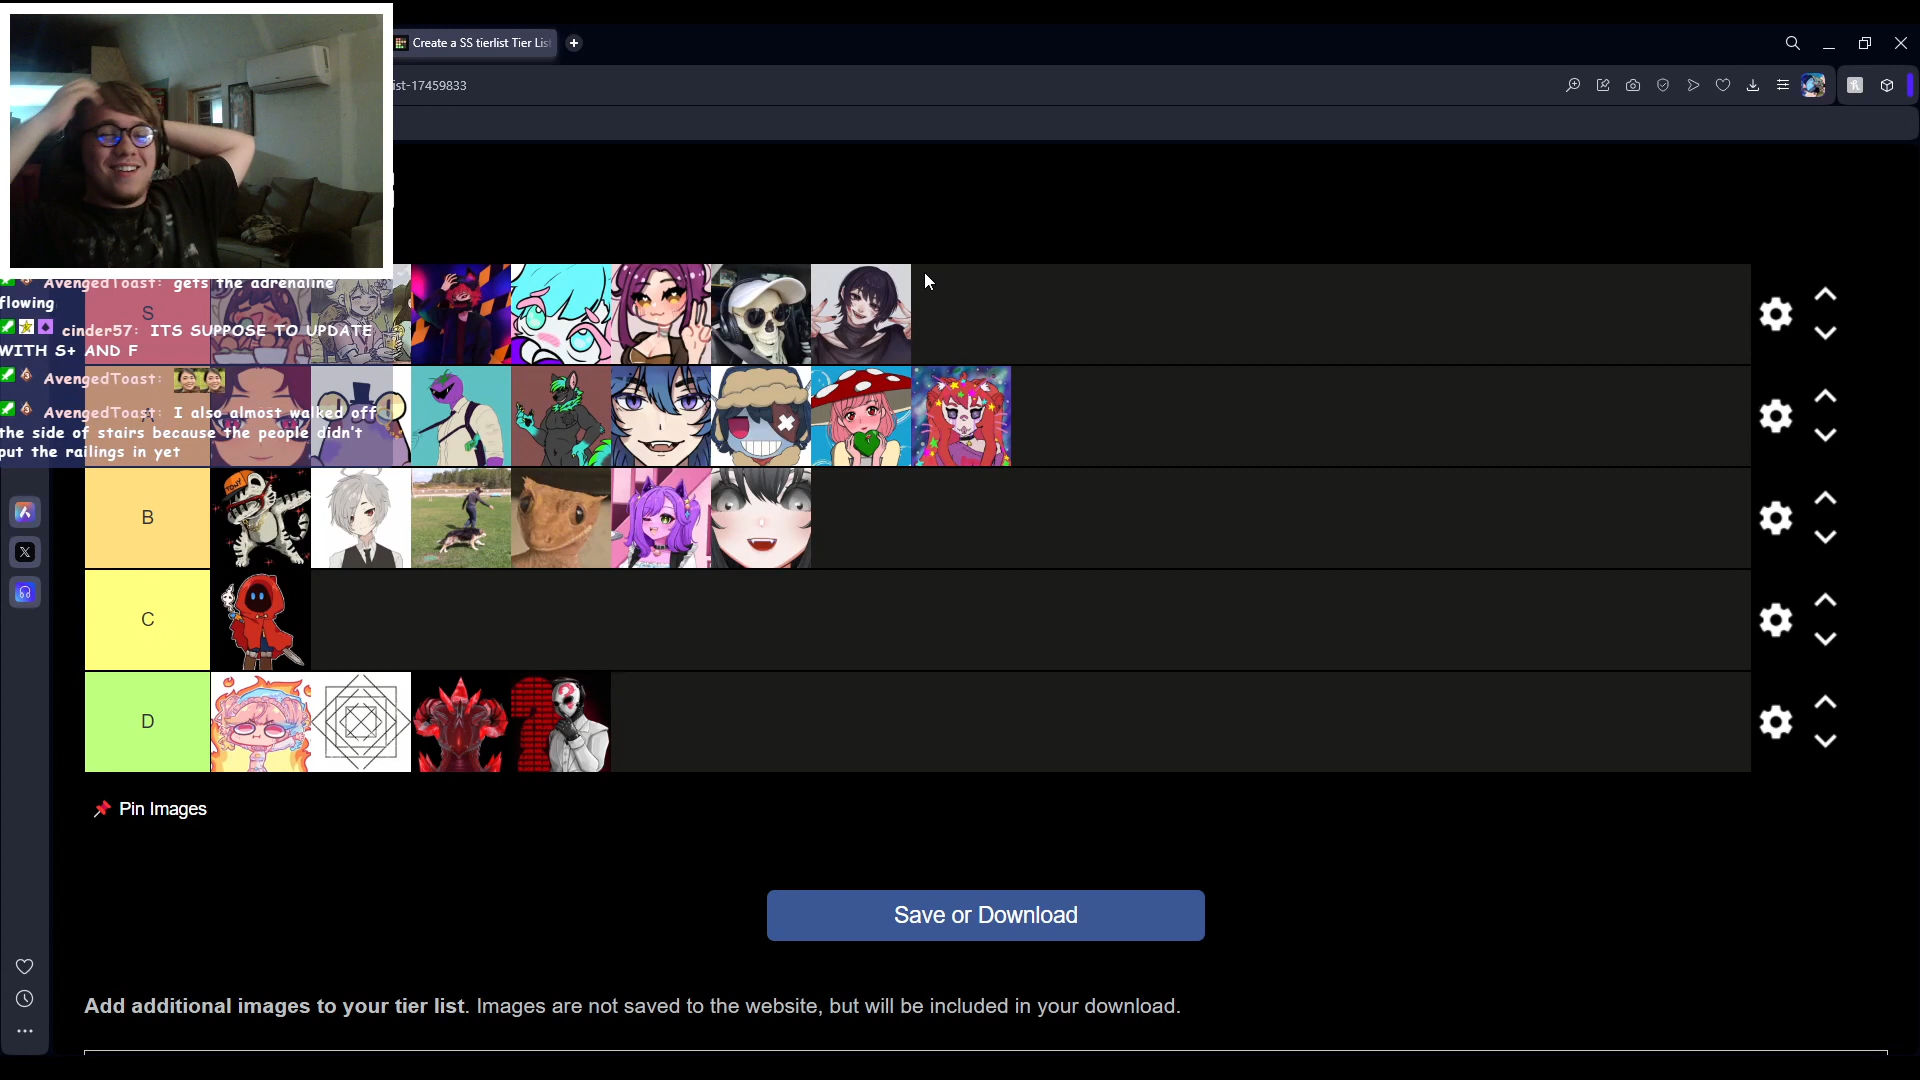 Create a SS tierlist Tier Lis
ist-17459833
AvengedToast: gets the adrenaline
flowing
cinder57: ITS SUPPOSE TO UPDATE
WITH S+ AND F
AvengedToast:
AvengedToast: I also almost walked off
the side of stairs because the people didn't
put the railings in yet
S
A
B
TONY
C
D
Pin Images
Save or Download
Add additional images to your tier list. Images are not saved to the website, but will be included in your download.